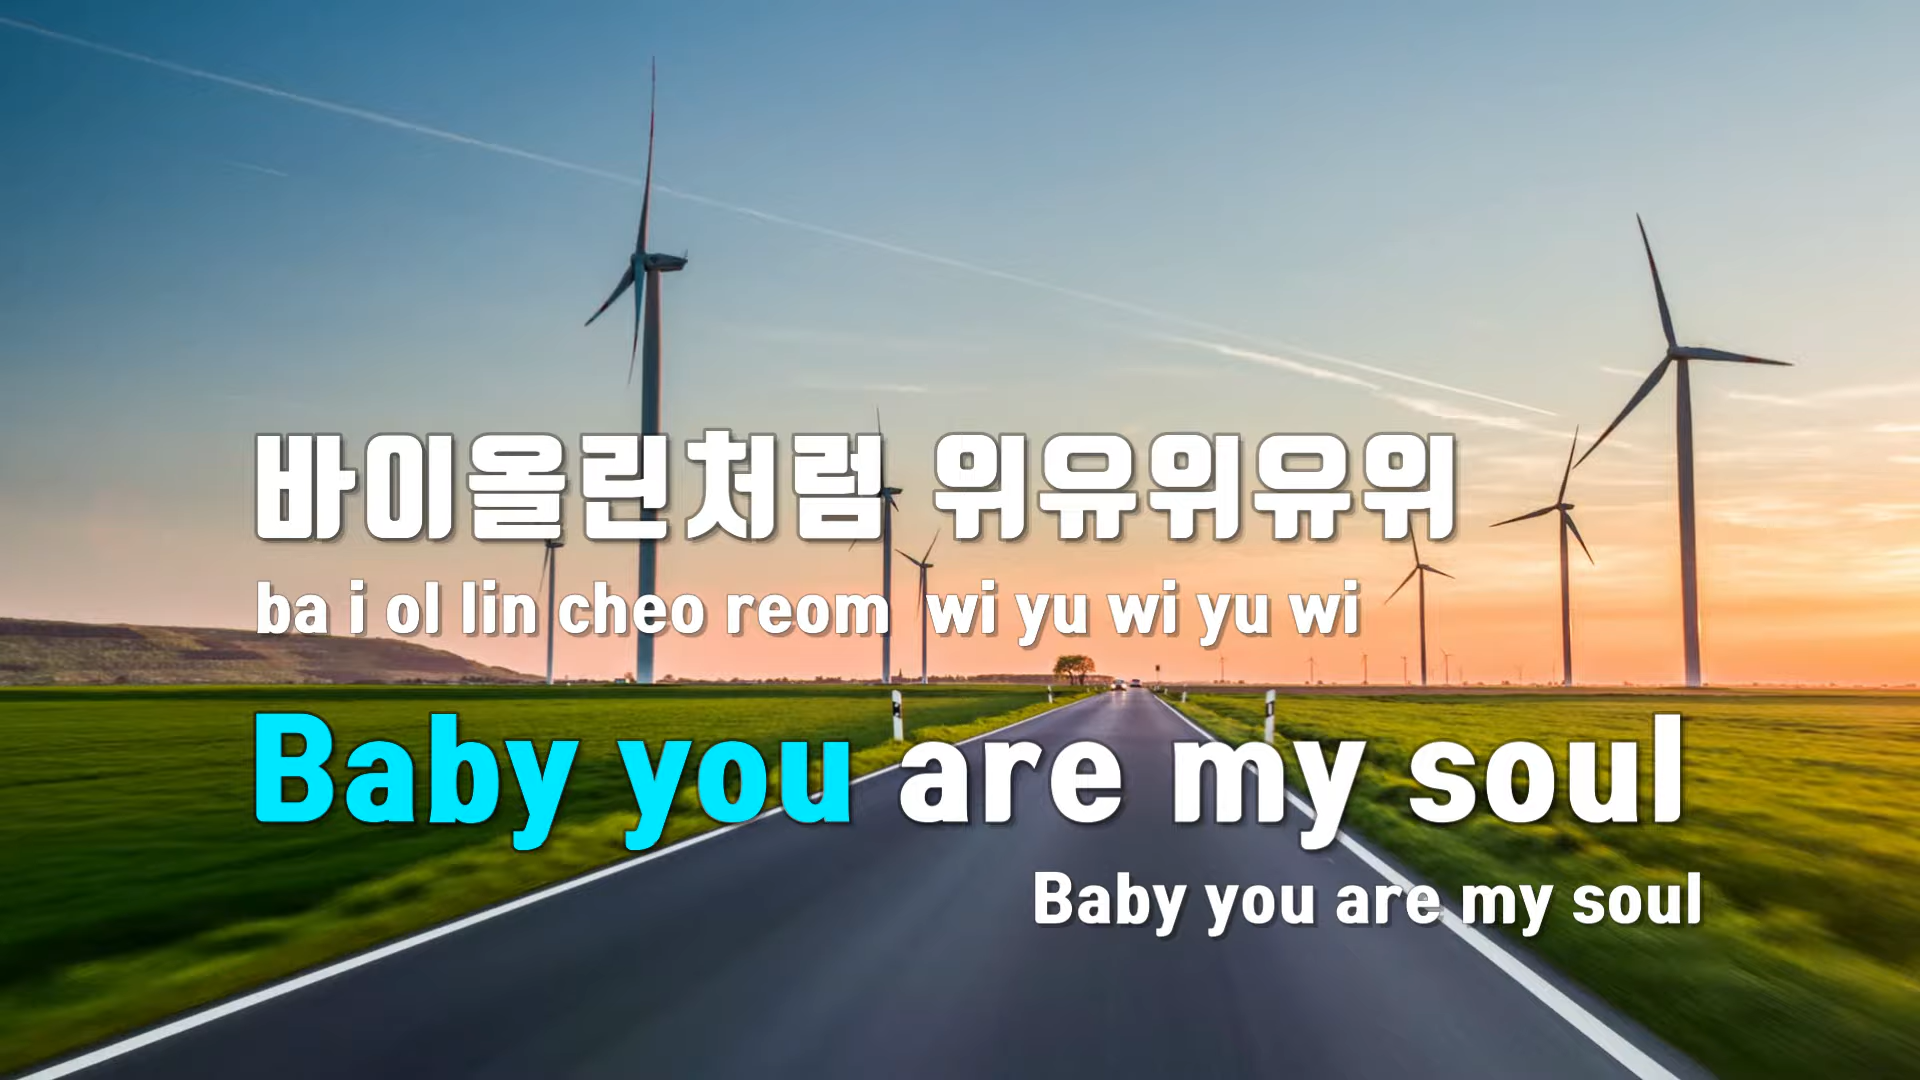 바이올린처럼 위유위유위
ba i ol lin cheo reom wi yu wi yu wi
Baby you are my soul
Baby you are my soul